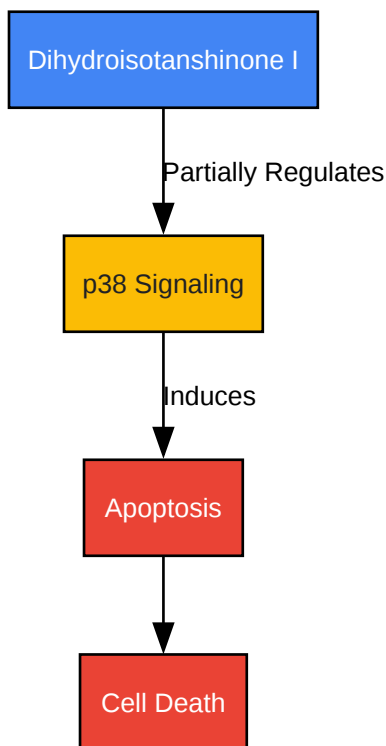 Dihydroisotanshinone I
Partially Regulates
p38 Signaling
Induces
Apoptosis
Cell Death